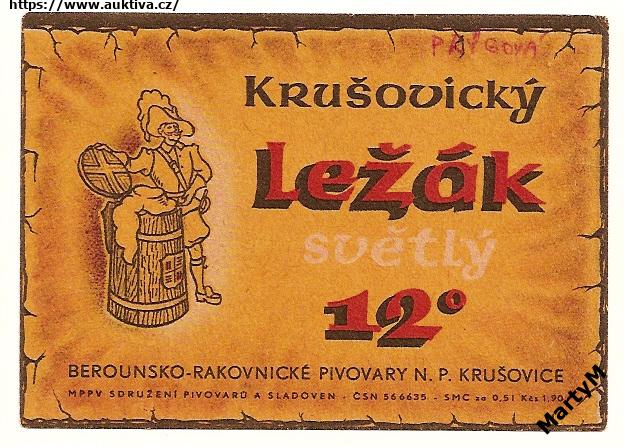 https://www.auktiva.cz/
Krušovický
Ležák
světlý
12°
BEROUNSKO-RAKOVNICKÉ PIVOVARY N. P. KRUŠOVICE
MPPV SDRUŽENÍ PIVOVARŮ A SLADOVEN - ČSN 566635 - SMC za 0,5l Kčs 1,90
MartyM